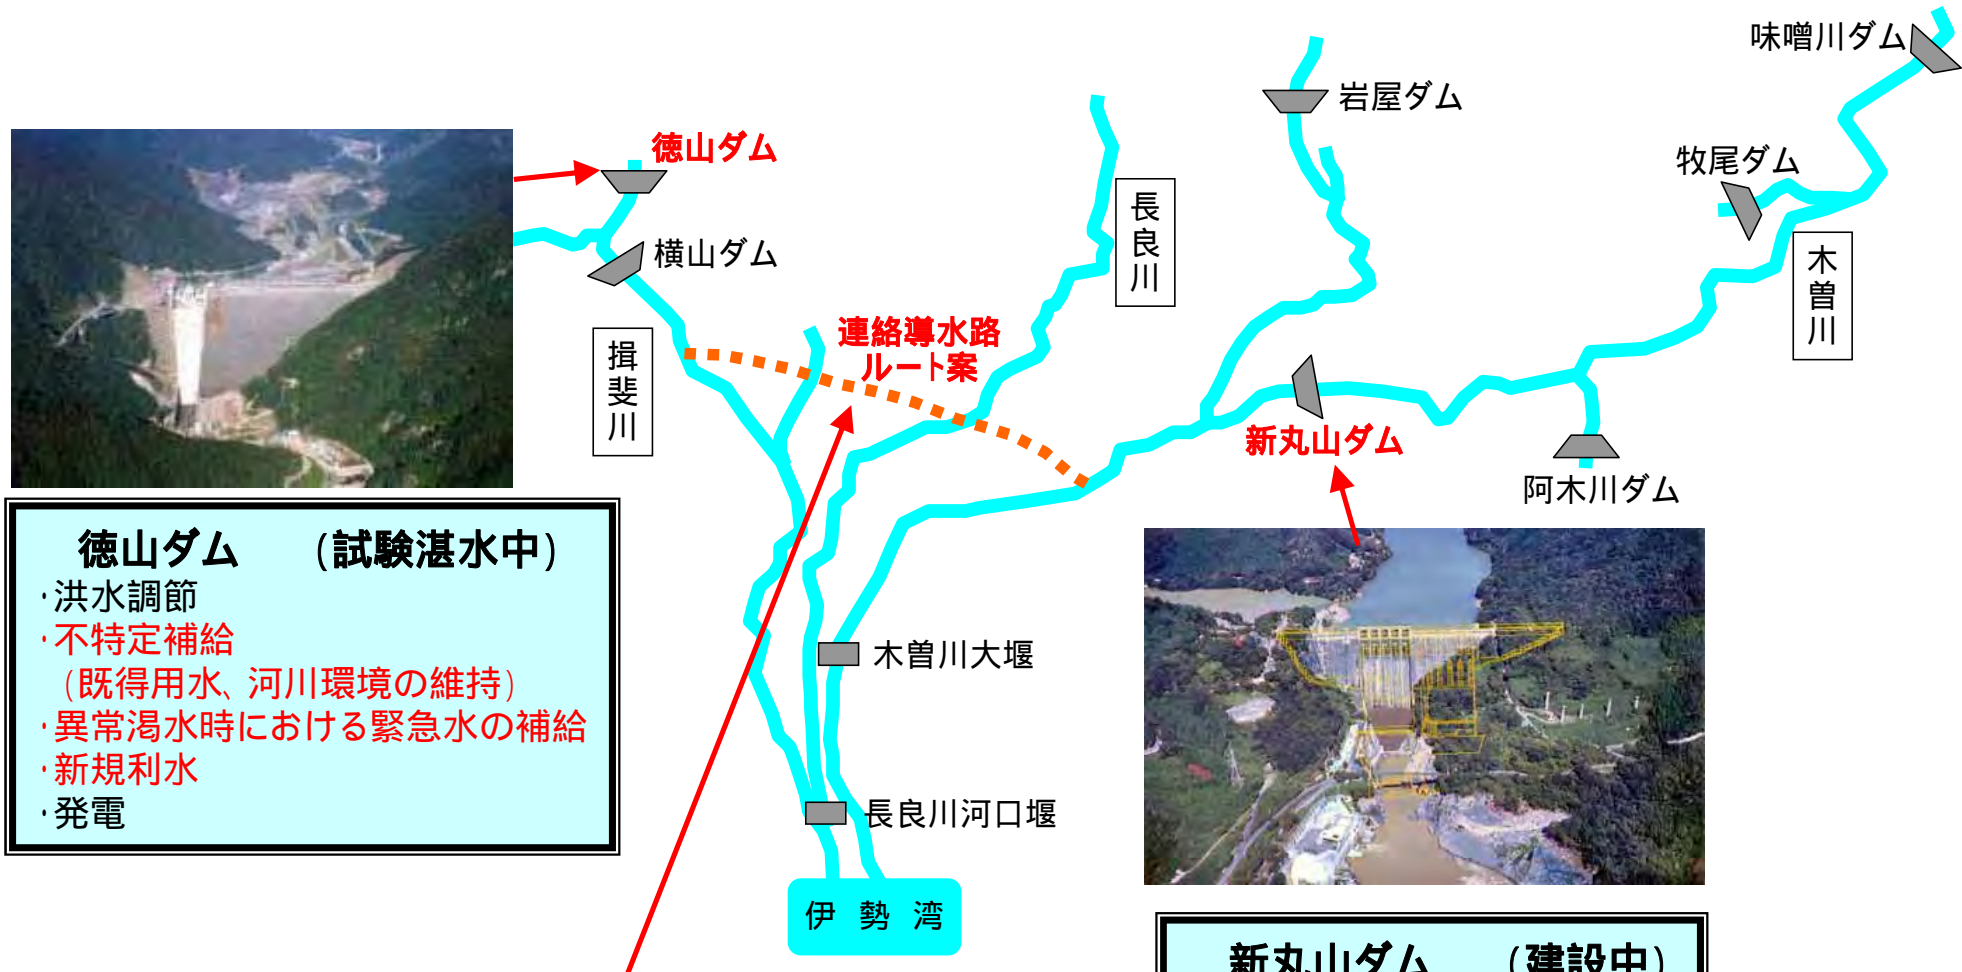 味噌川ダム
岩屋ダム
徳山ダム
牧尾ダム
長良川
横山ダム
木曽川
連絡導水路
ルート案
揖斐川
新丸山ダム
阿木川ダム
徳山ダム (試験湛水中)
・洪水調節
・不特定補給
(既得用水、河川環境の維持)
・異常渇水時における緊急水の補給
・新規利水
・発電
木曽川大堰
長良川河口堰
伊勢湾
新丸山ダム (建設中)